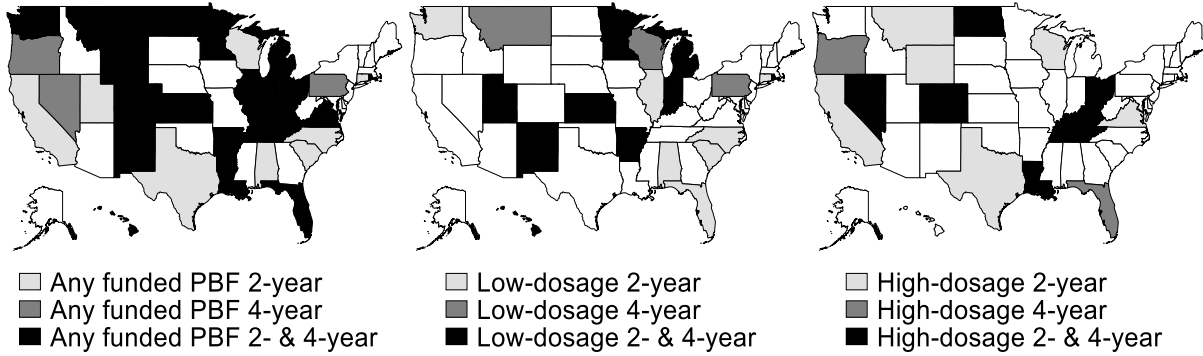 Any funded PBF 2-year
Any funded PBF 4-year
Any funded PBF 2- & 4-year
Low-dosage 2-year
Low-dosage 4-year
Low-dosage 2- & 4-year
High-dosage 2-year
High-dosage 4-year
High-dosage 2- & 4-year